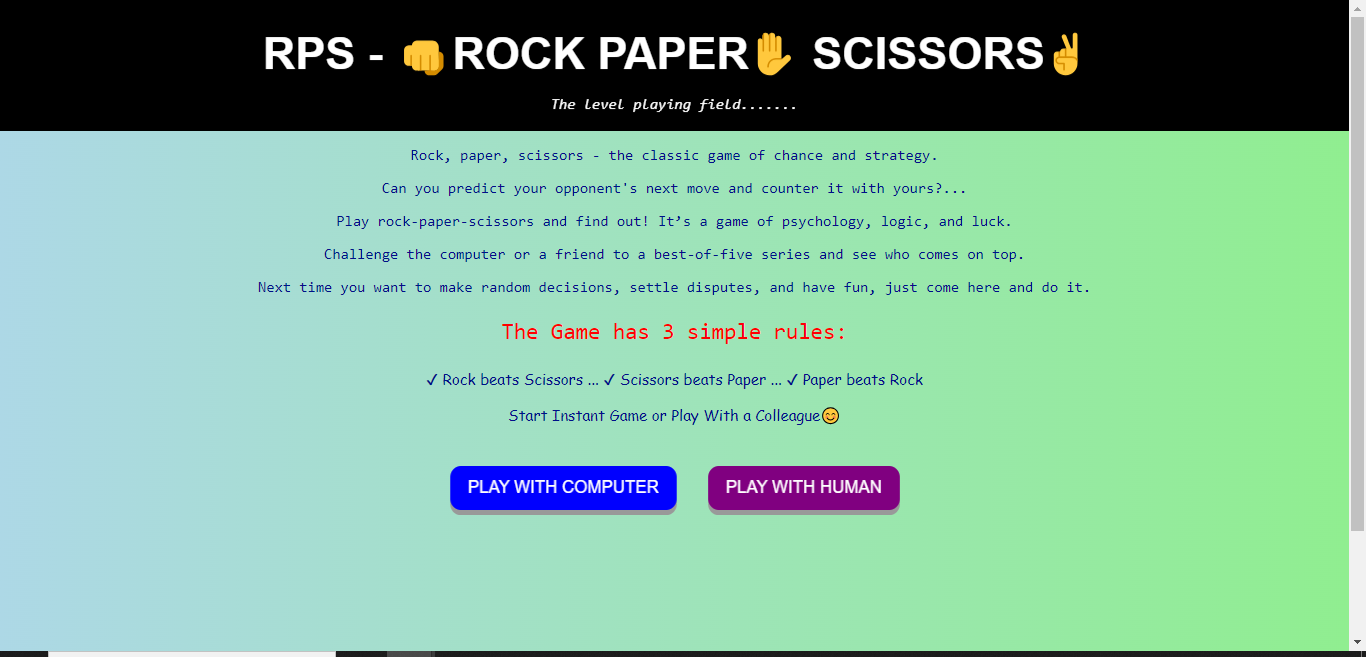 RPS - 👊ROCK PAPER✋ SCISSORS✌
The level playing field.......
Rock, paper, scissors - the classic game of chance and strategy.
Can you predict your opponent's next move and counter it with yours?...
Play rock-paper-scissors and find out! It’s a game of psychology, logic, and luck.
Challenge the computer or a friend to a best-of-five series and see who comes on top.
Next time you want to make random decisions, settle disputes, and have fun, just come here and do it.
The Game has 3 simple rules:
✓ Rock beats Scissors ... ✓ Scissors beats Paper ... ✓ Paper beats Rock
Start Instant Game or Play With a Colleague😊
PLAY WITH COMPUTER PLAY WITH HUMAN